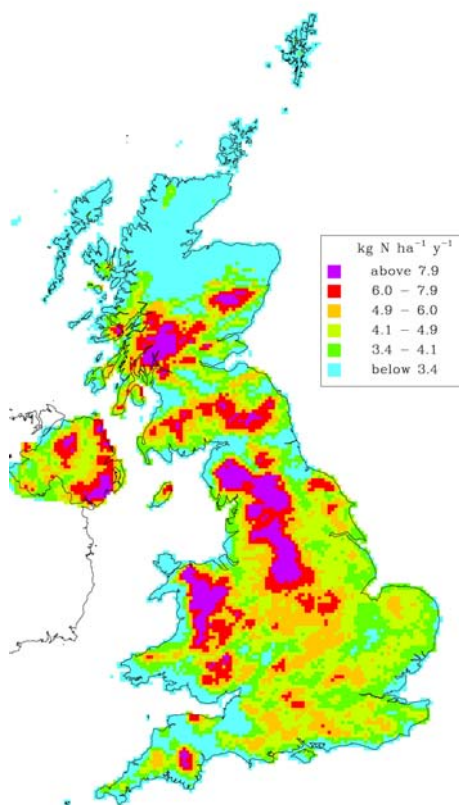 kg N ha⁻¹ y⁻¹
above 7.9
6.0 – 7.9
4.9 – 6.0
4.1 – 4.9
3.4 – 4.1
below 3.4